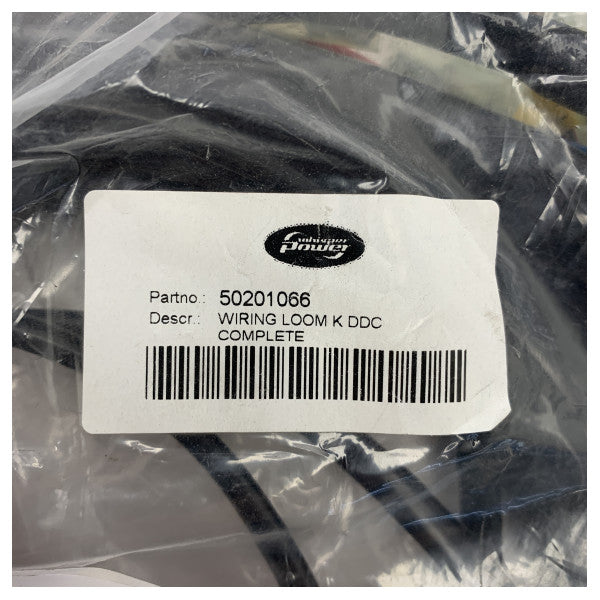 whisper
power
Partno.: 50201066
Descr.: WIRING LOOM K DDC
COMPLETE